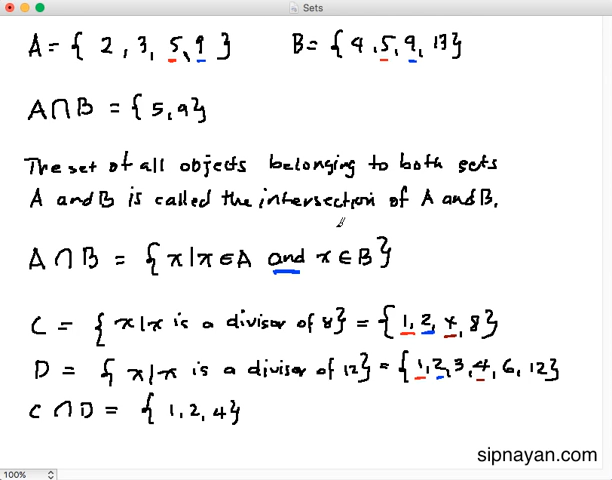 Sets
A = { 2, 3, 5, 9 } B = { 4, 5, 9, 13}
A ∩ B = { 5, 9}
The set of all objects belonging to both sets
A and B is called the intersection of A and B.
A ∩ B = { x | x ∈ A and x ∈ B }
C = { x | x is a divisor of 8} = { 1, 2, 4, 8}
D = { x | x is a divisor of 12} = { 1, 2, 3, 4, 6, 12}
C ∩ D = { 1, 2, 4}
sipnayan.com
100%